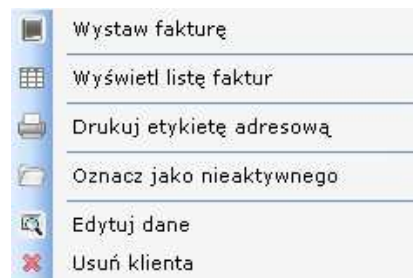 Wystaw fakturę
Wyświetl listę faktur
Drukuj etykietę adresową
Oznacz jako nieaktywnego
Edytuj dane
Usuń klienta